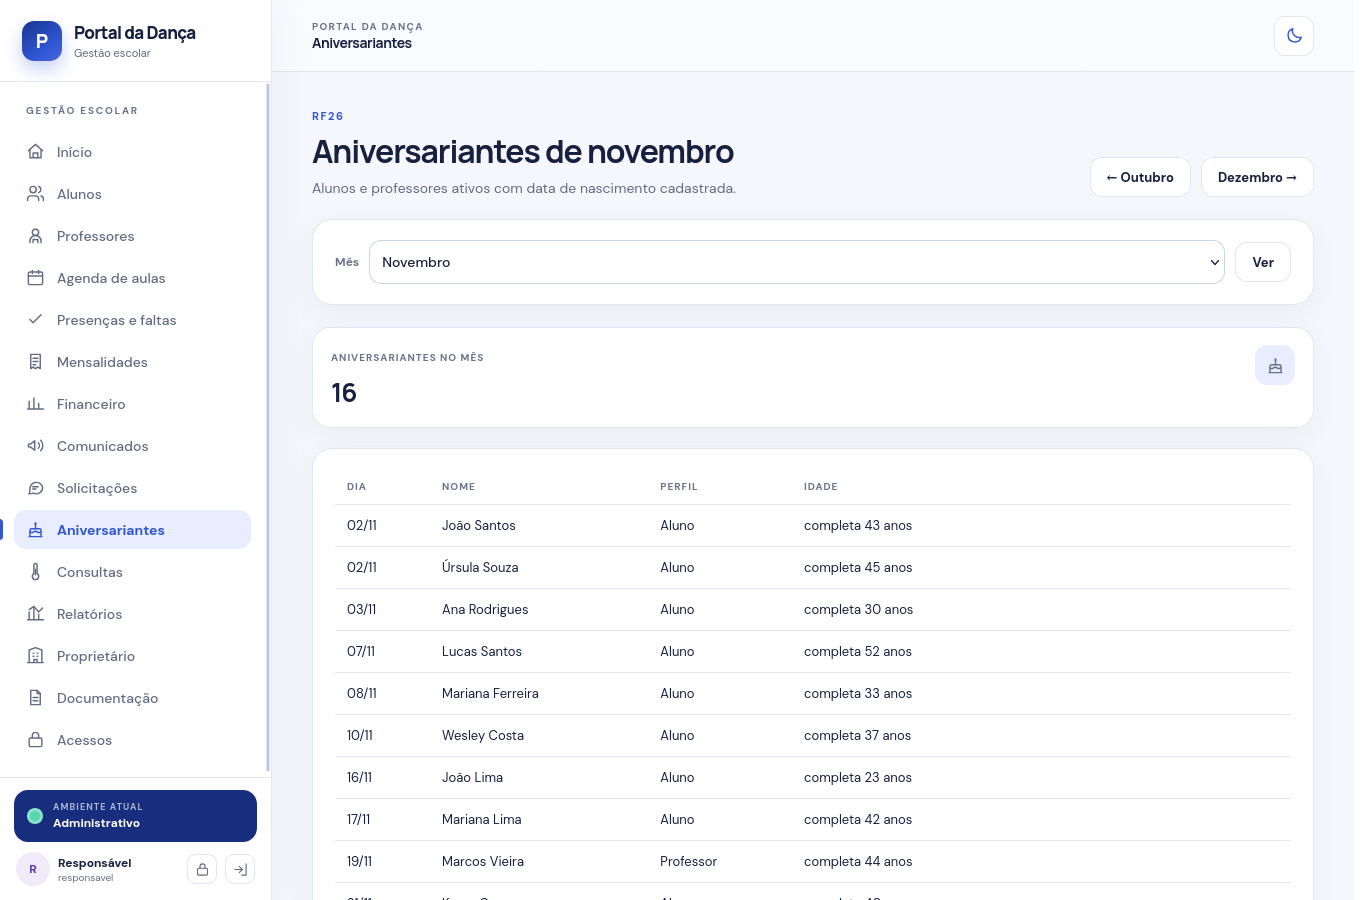 P
Portal da Dança
Gestão escolar
GESTÃO ESCOLAR
Início
Alunos
Professores
Agenda de aulas
Presenças e faltas
Mensalidades
Financeiro
Comunicados
Solicitações
Aniversariantes
Consultas
Relatórios
Proprietário
Documentação
Acessos
AMBIENTE ATUAL
Administrativo
R
Responsável
responsavel
PORTAL DA DANÇA
Aniversariantes
RF26
Aniversariantes de novembro
Alunos e professores ativos com data de nascimento cadastrada.
← Outubro
Dezembro →
Mês
Novembro
Ver
ANIVERSARIANTES NO MÊS
16
DIA NOME PERFIL IDADE
02/11 João Santos Aluno completa 43 anos
02/11 Úrsula Souza Aluno completa 45 anos
03/11 Ana Rodrigues Aluno completa 30 anos
07/11 Lucas Santos Aluno completa 52 anos
08/11 Mariana Ferreira Aluno completa 33 anos
10/11 Wesley Costa Aluno completa 37 anos
16/11 João Lima Aluno completa 23 anos
17/11 Mariana Lima Aluno completa 42 anos
19/11 Marcos Vieira Professor completa 44 anos